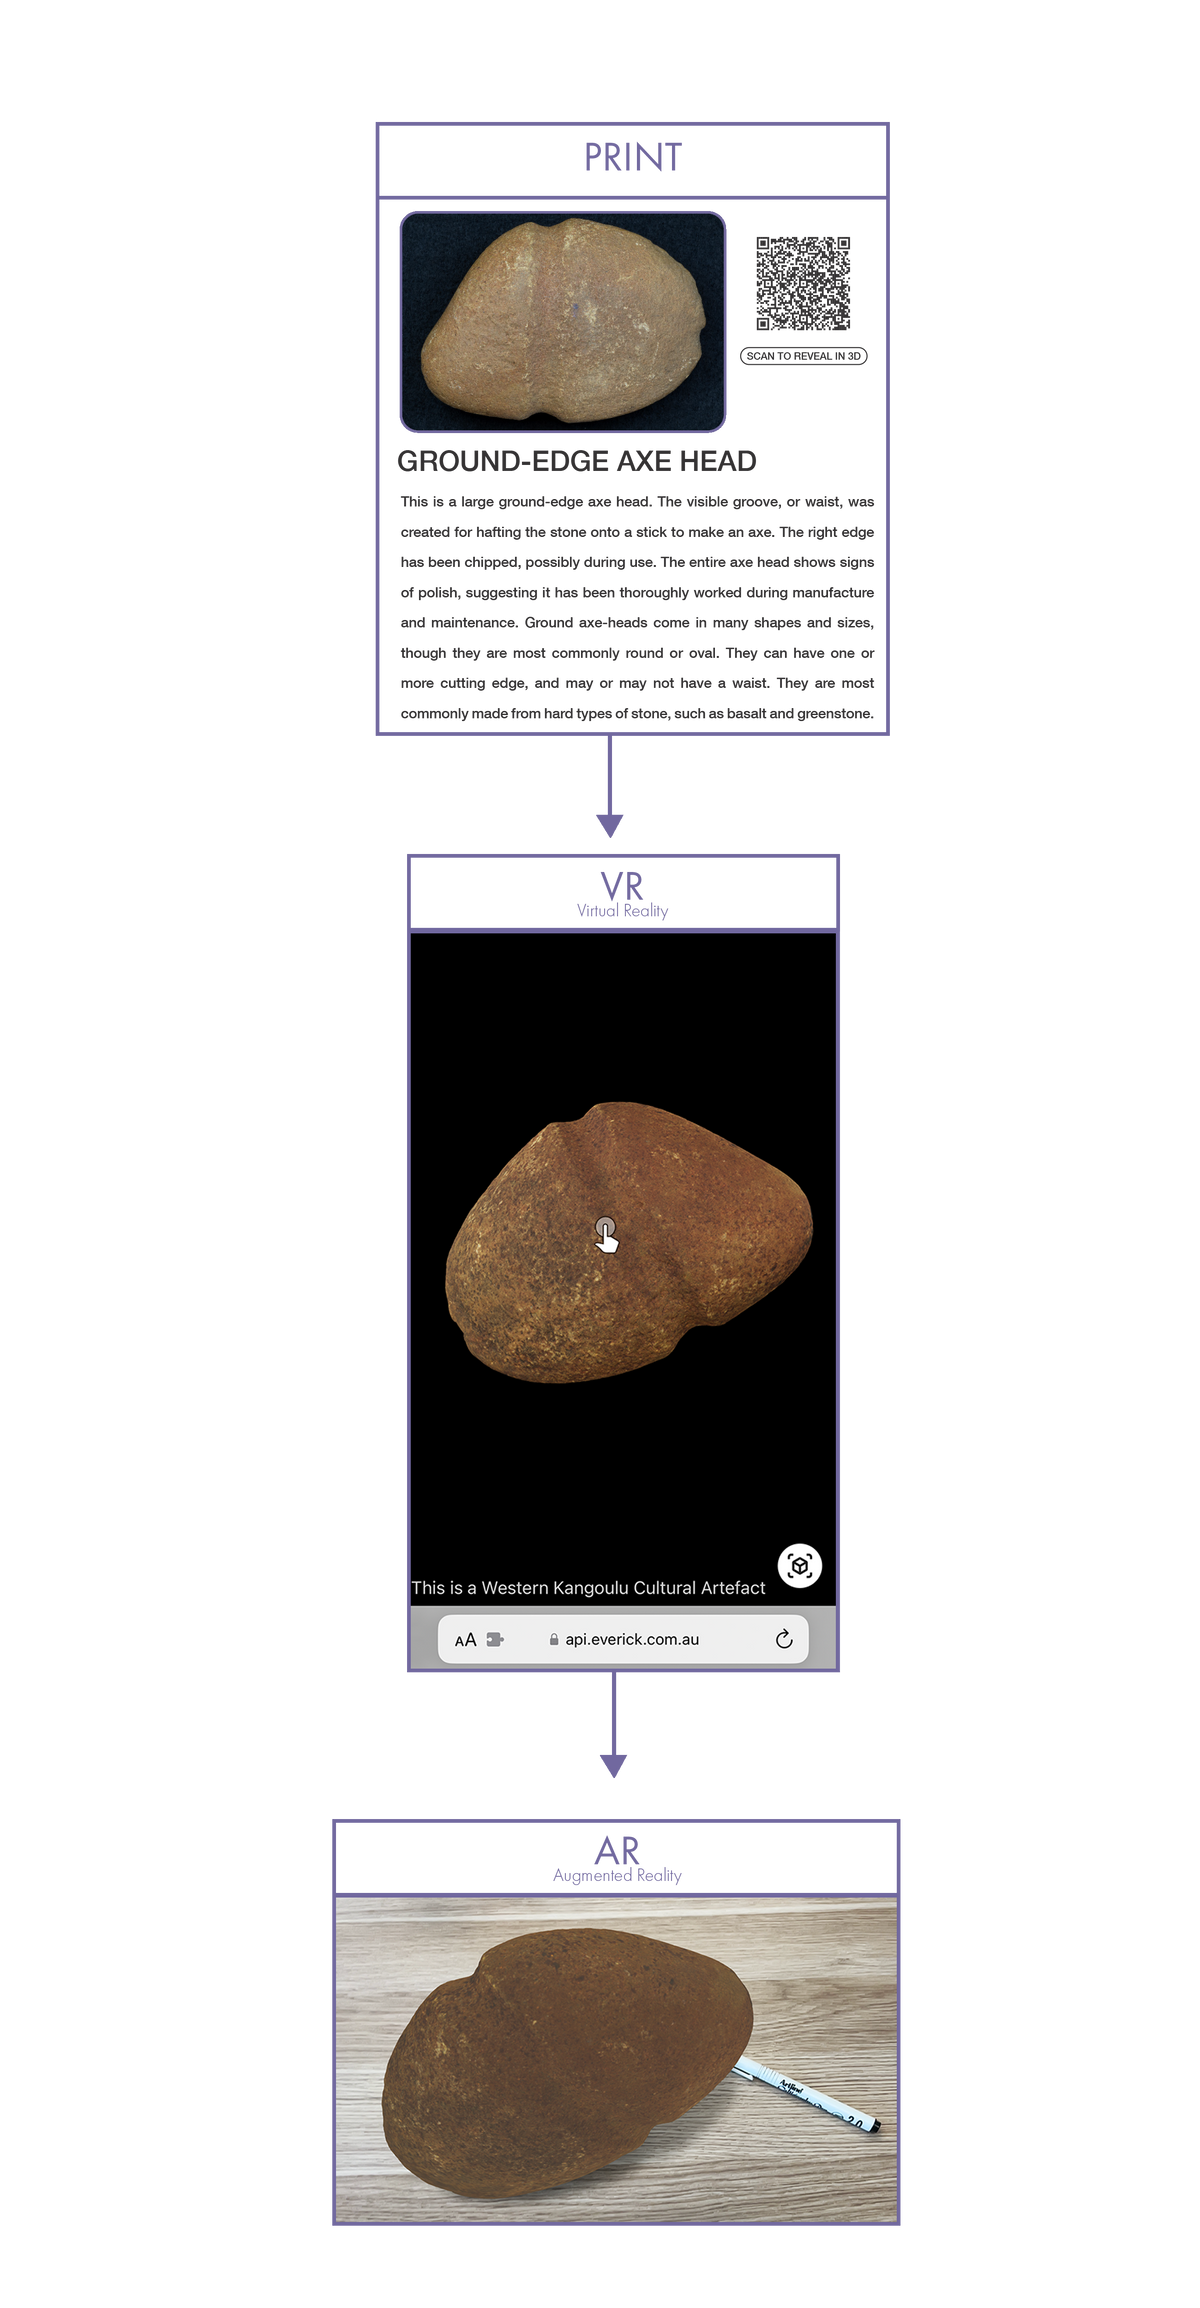 PRINT
SCAN TO REVEAL IN 3D
GROUND-EDGE AXE HEAD
This is a large ground-edge axe head. The visible groove, or waist, was
created for hafting the stone onto a stick to make an axe. The right edge
has been chipped, possibly during use. The entire axe head shows signs
of polish, suggesting it has been thoroughly worked during manufacture
and maintenance. Ground axe-heads come in many shapes and sizes,
though they are most commonly round or oval. They can have one or
more cutting edge, and may or may not have a waist. They are most
commonly made from hard types of stone, such as basalt and greenstone.
VR
Virtual Reality
This is a Western Kangoulu Cultural Artefact
AA
api.everick.com.au
AR
Augmented Reality
Artline
2.0